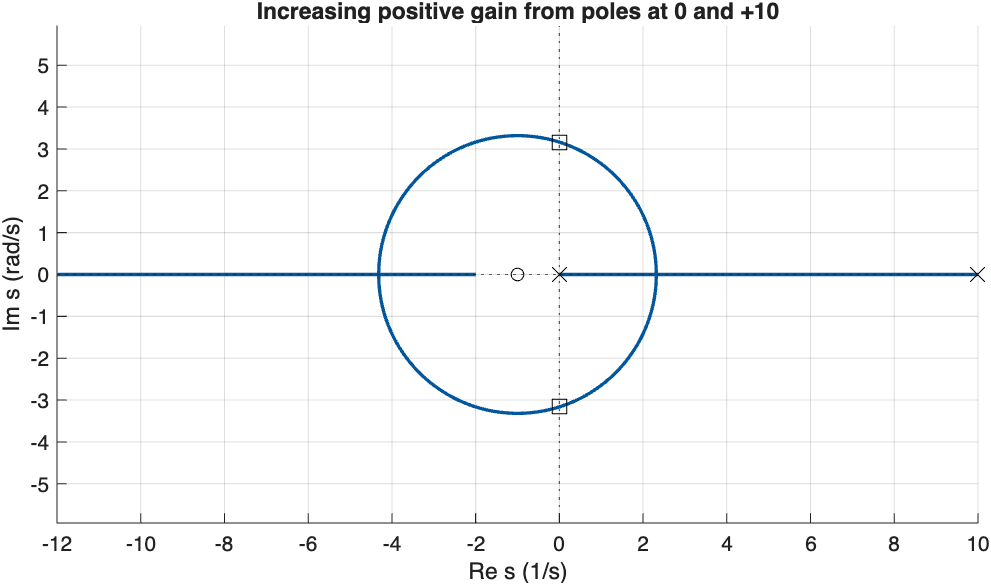 Increasing positive gain from poles at 0 and +10
5
4
3
2
1
0
-1
-2
-3
-4
-5
Im s (rad/s)
-12 -10 -8 -6 -4 -2 0 2 4 6 8 10
Re s (1/s)